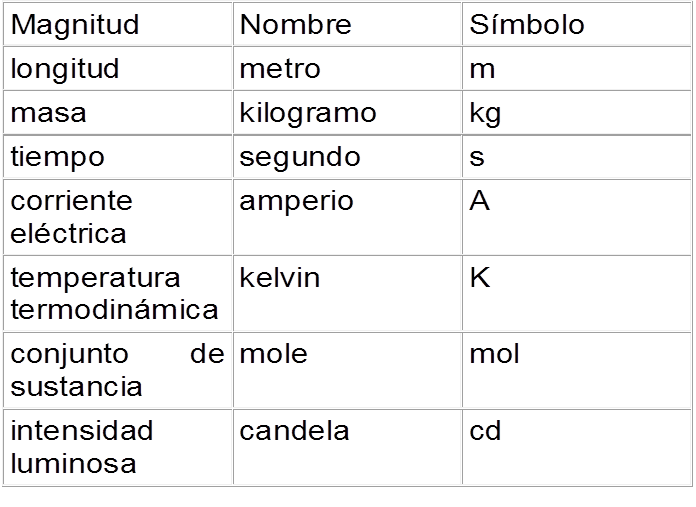 Magnitud Nombre Símbolo
longitud metro m
masa kilogramo kg
tiempo segundo s
corriente amperio A
eléctrica
temperatura kelvin K
termodinámica
conjunto de mole mol
sustancia
intensidad candela cd
luminosa